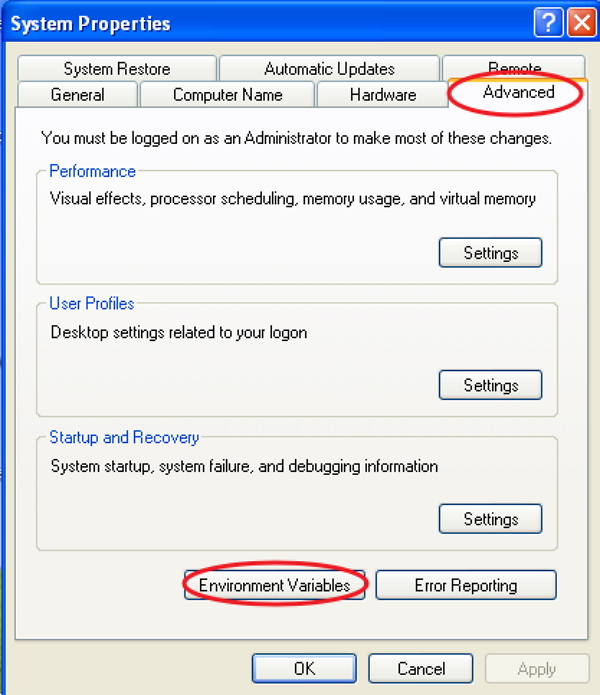 System Properties
System Restore Automatic Updates Remote
General Computer Name Hardware Advanced
You must be logged on as an Administrator to make most of these changes.
Performance
Visual effects, processor scheduling, memory usage, and virtual memory
Settings
User Profiles
Desktop settings related to your logon
Settings
Startup and Recovery
System startup, system failure, and debugging information
Settings
Environment Variables Error Reporting
OK Cancel Apply